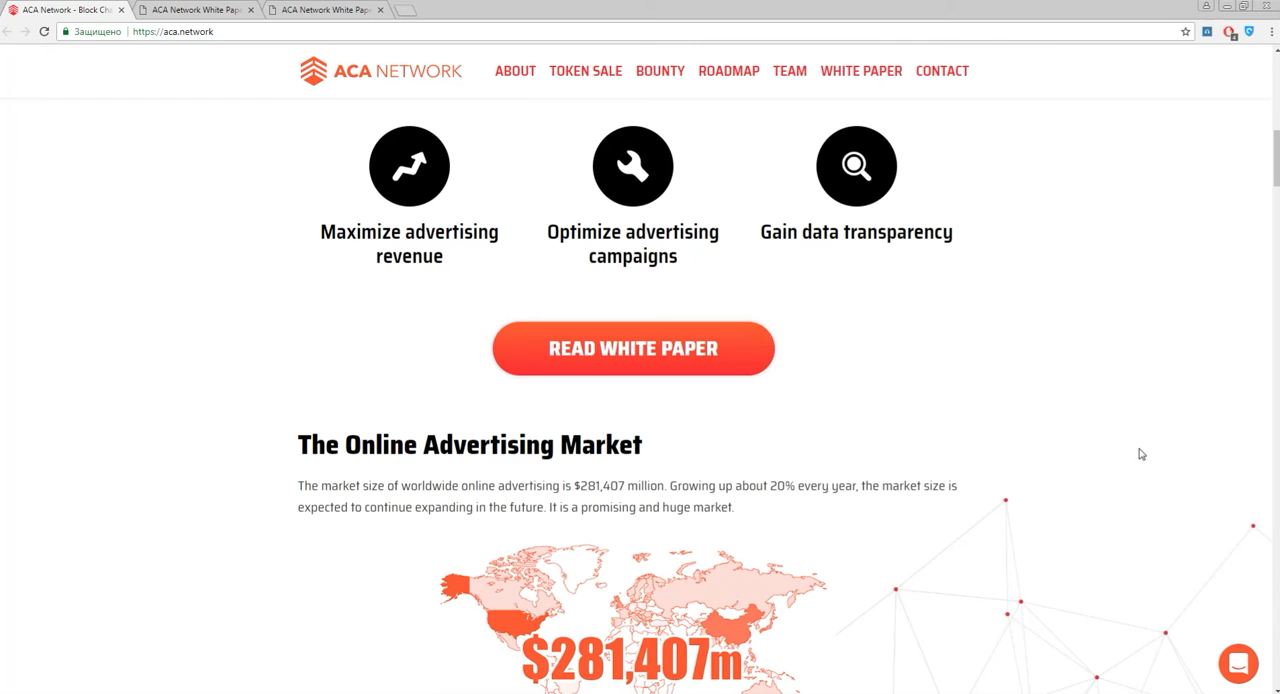 ACA Network - Block Cha
ACA Network White Pape
ACA Network White Pape
Защищено
https://aca.network
ACA NETWORK
ABOUT
TOKEN SALE
BOUNTY
ROADMAP
TEAM
WHITE PAPER
CONTACT
Maximize advertising
revenue
Optimize advertising
campaigns
Gain data transparency
READ WHITE PAPER
The Online Advertising Market
The market size of worldwide online advertising is $281,407 million. Growing up about 20% every year, the market size is
expected to continue expanding in the future. It is a promising and huge market.
$281,407m